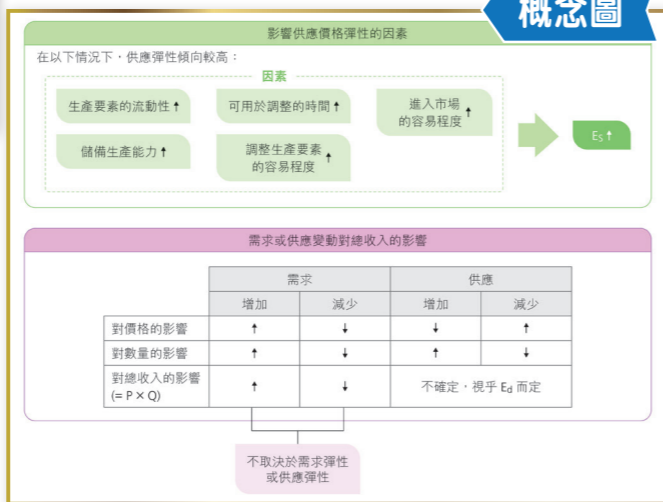 概念圖
影響供應價格彈性的因素
在以下情況下，供應彈性傾向較高：
因素
生產要素的流動性↑
可用於調整的時間↑
進入市場
的容易程度↑
儲備生產能力↑
調整生產要素
的容易程度↑
Es↑
需求或供應變動對總收入的影響
需求 供應
增加 減少 增加 減少
對價格的影響 ↑ ↓ ↓ ↑
對數量的影響 ↑ ↓ ↑ ↓
對總收入的影響
(= P × Q) ↑ ↓ 不確定，視乎 Ed 而定
不取決於需求彈性
或供應彈性